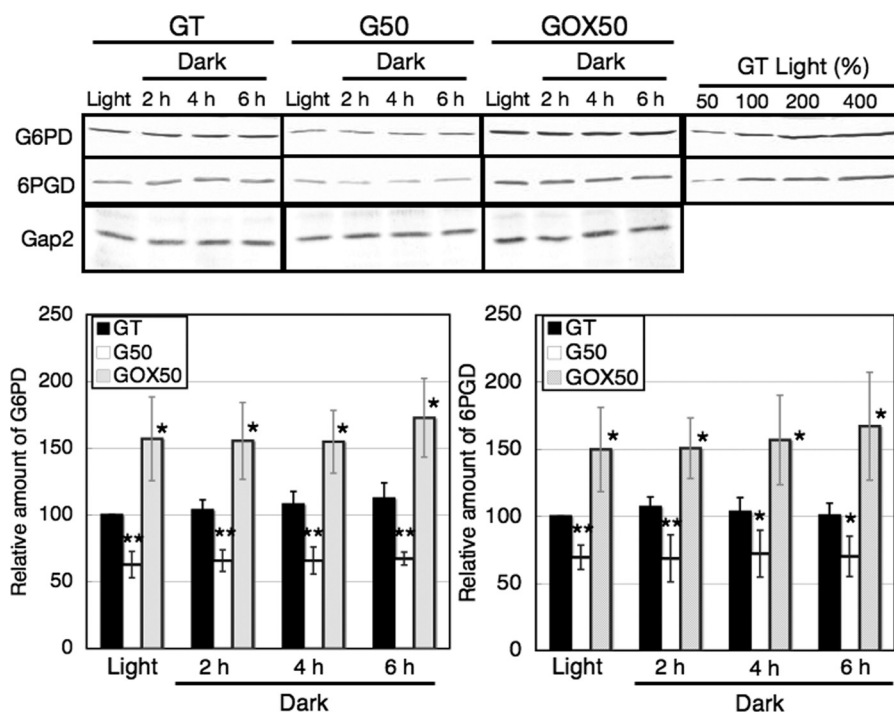 GT G50 GOX50
Dark Dark Dark GT Light (%)
Light 2 h 4 h 6 h Light 2 h 4 h 6 h Light 2 h 4 h 6 h 50 100 200 400
G6PD
6PGD
Gap2
Relative amount of G6PD
250
200
150
100
50
0
GT
G50
GOX50
* * * *
** ** ** **
Light 2 h 4 h 6 h
Dark
Relative amount of 6PGD
250
200
150
100
50
0
GT
G50
GOX50
* * * *
** ** * *
Light 2 h 4 h 6 h
Dark